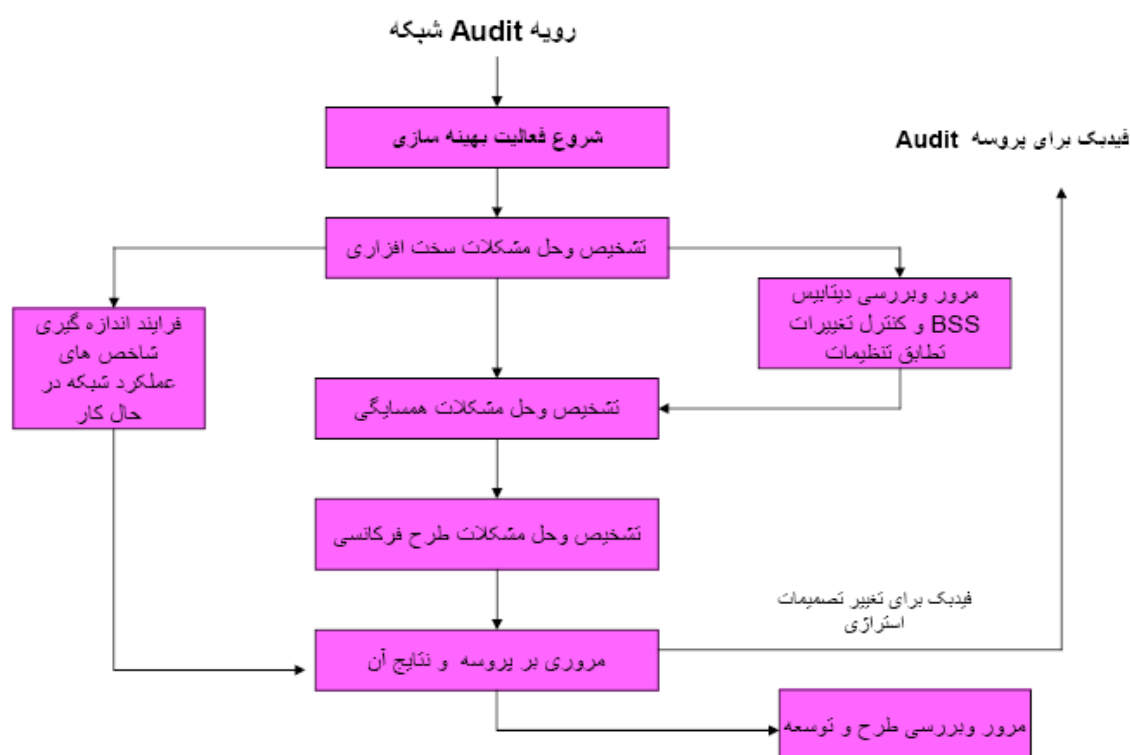 رویه Audit شبکه
شروع فعالیت بهینه سازی
فیدبک برای پروسه Audit
تشخیص وحل مشکلات سخت افزاری
مرور وبررسی دیتابیس
BSS و کنترل تغییرات
تطابق تنظیمات
فرایند اندازه گیری
شاخص های
عملکرد شبکه در
حال کار
تشخیص وحل مشکلات همسایگی
تشخیص وحل مشکلات طرح فرکانسی
فیدبک برای تغییر تصمیمات
استراژی
مروری بر پروسه و نتایج آن
مرور وبررسی طرح و توسعه